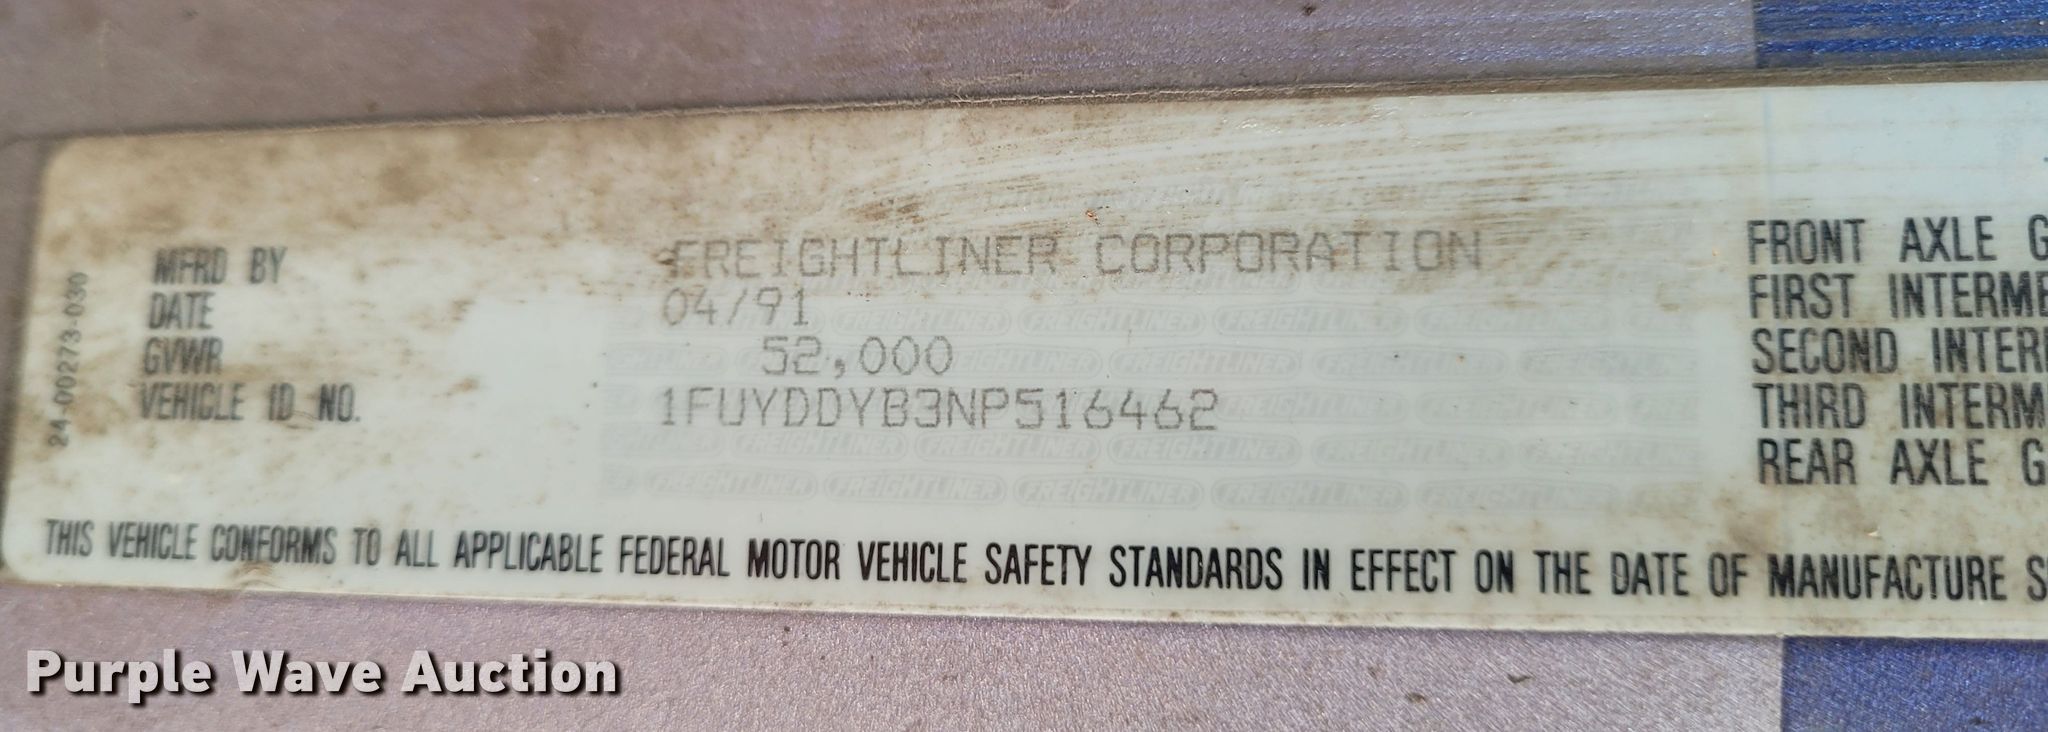 24-00273-030
MFRD BY FREIGHTLINER CORPORATION
DATE 04/91
GVWR 52,000
VEHICLE ID NO. 1FUYDDYB3NP516462
FRONT AXLE G
FIRST INTERME
SECOND INTER
THIRD INTERM
REAR AXLE G
THIS VEHICLE CONFORMS TO ALL APPLICABLE FEDERAL MOTOR VEHICLE SAFETY STANDARDS IN EFFECT ON THE DATE OF MANUFACTURE S
Purple Wave Auction